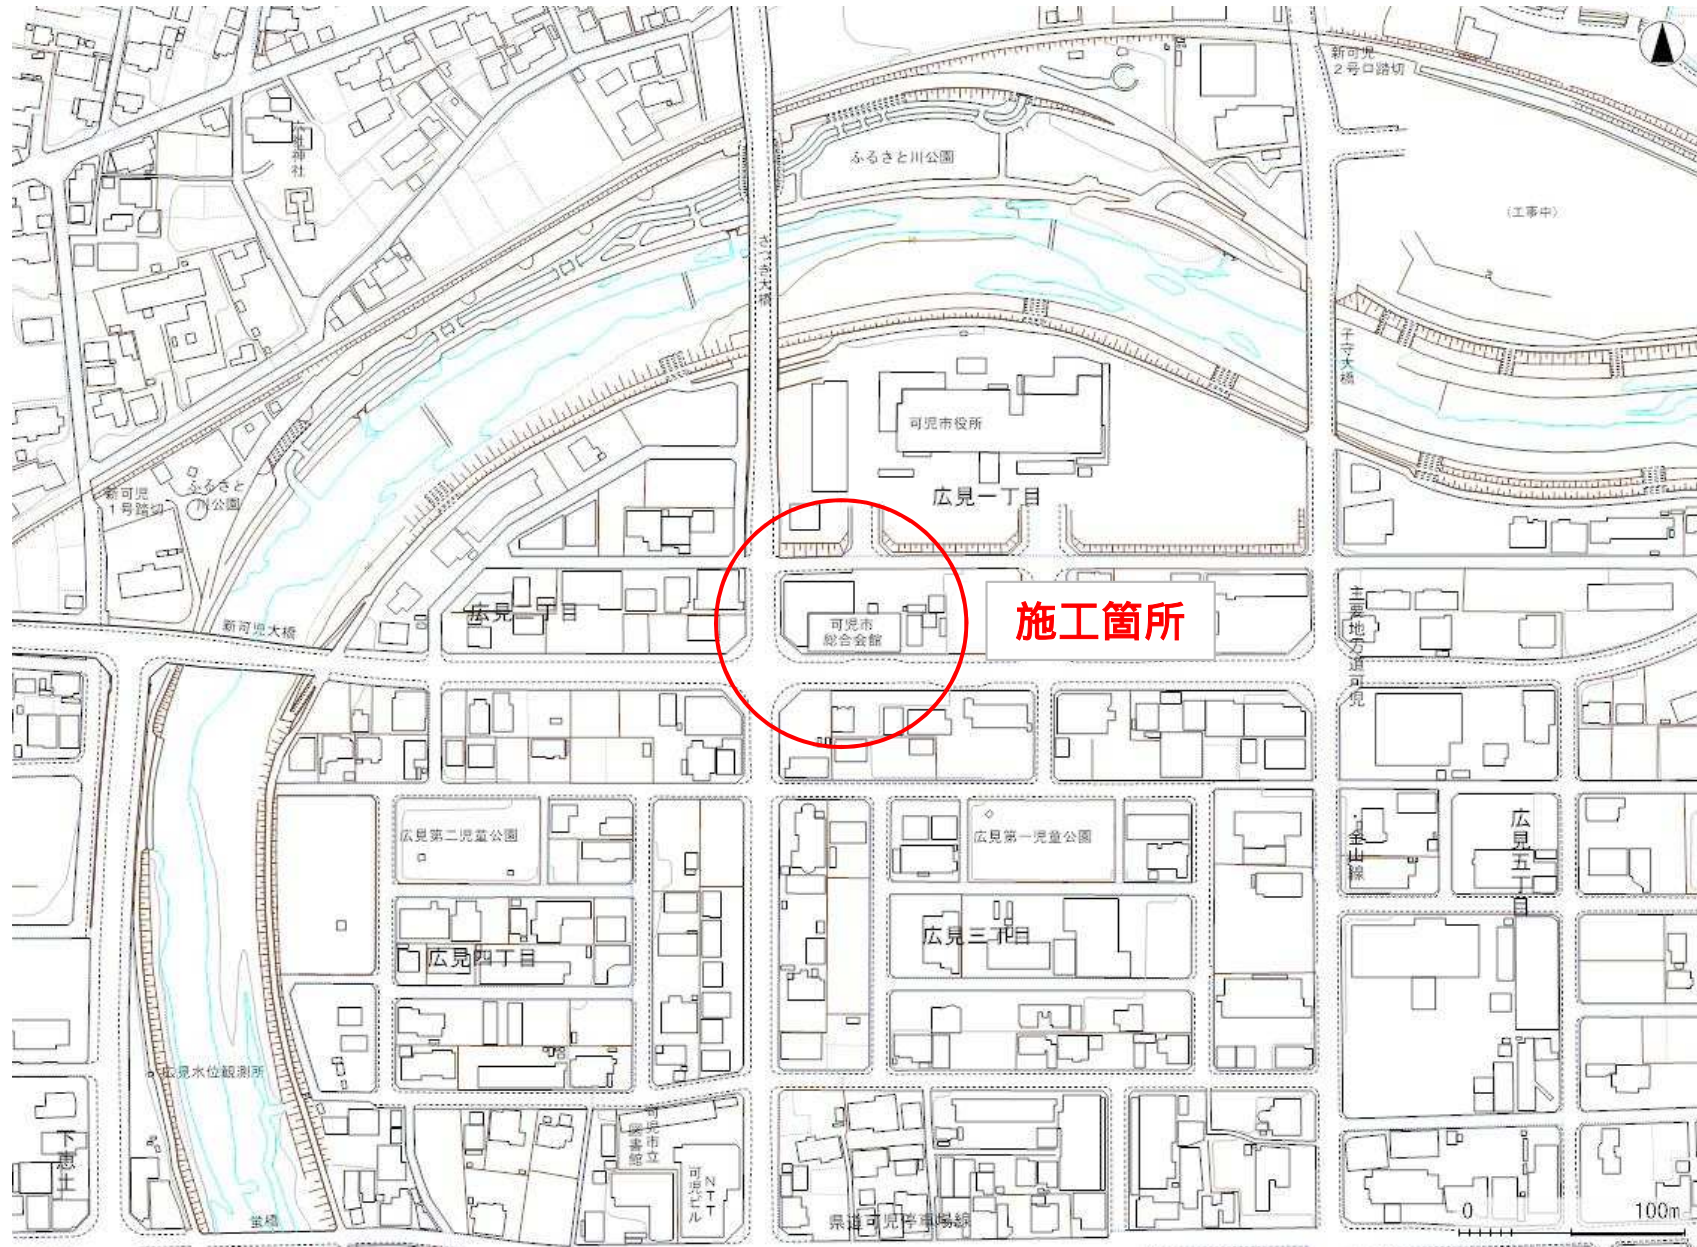 新可児
2号口踏切
ふるさと川公園
神社
(工事中)
さつき大橋
子守大橋
可児市役所
広見一丁目
新可児
1号踏切
ふるさと
川公園
施工箇所
広見一丁目
新可児大橋
可児市
総合会館
主要地方道可児
金山線
広見第二児童公園
広見第一児童公園
広見五丁目
広見四丁目
広見三丁目
広見水位観測所
下恵土
可児市立
図書館
NTT
可児ビル
蛍橋
県道可児停車場線
0
100m